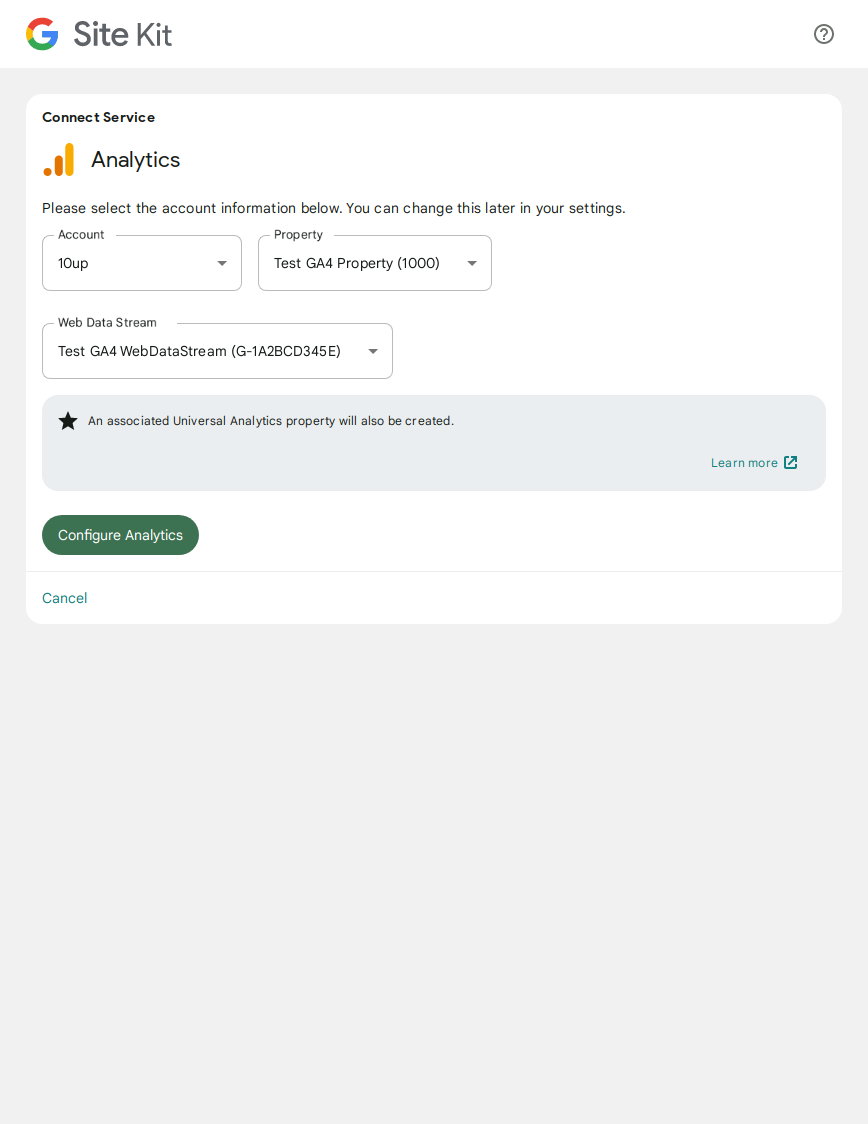 Site Kit
Connect Service
Analytics
Please select the account information below. You can change this later in your settings.
Account
10up
Property
Test GA4 Property (1000)
Web Data Stream
Test GA4 WebDataStream (G-1A2BCD345E)
An associated Universal Analytics property will also be created.
Learn more
Configure Analytics
Cancel